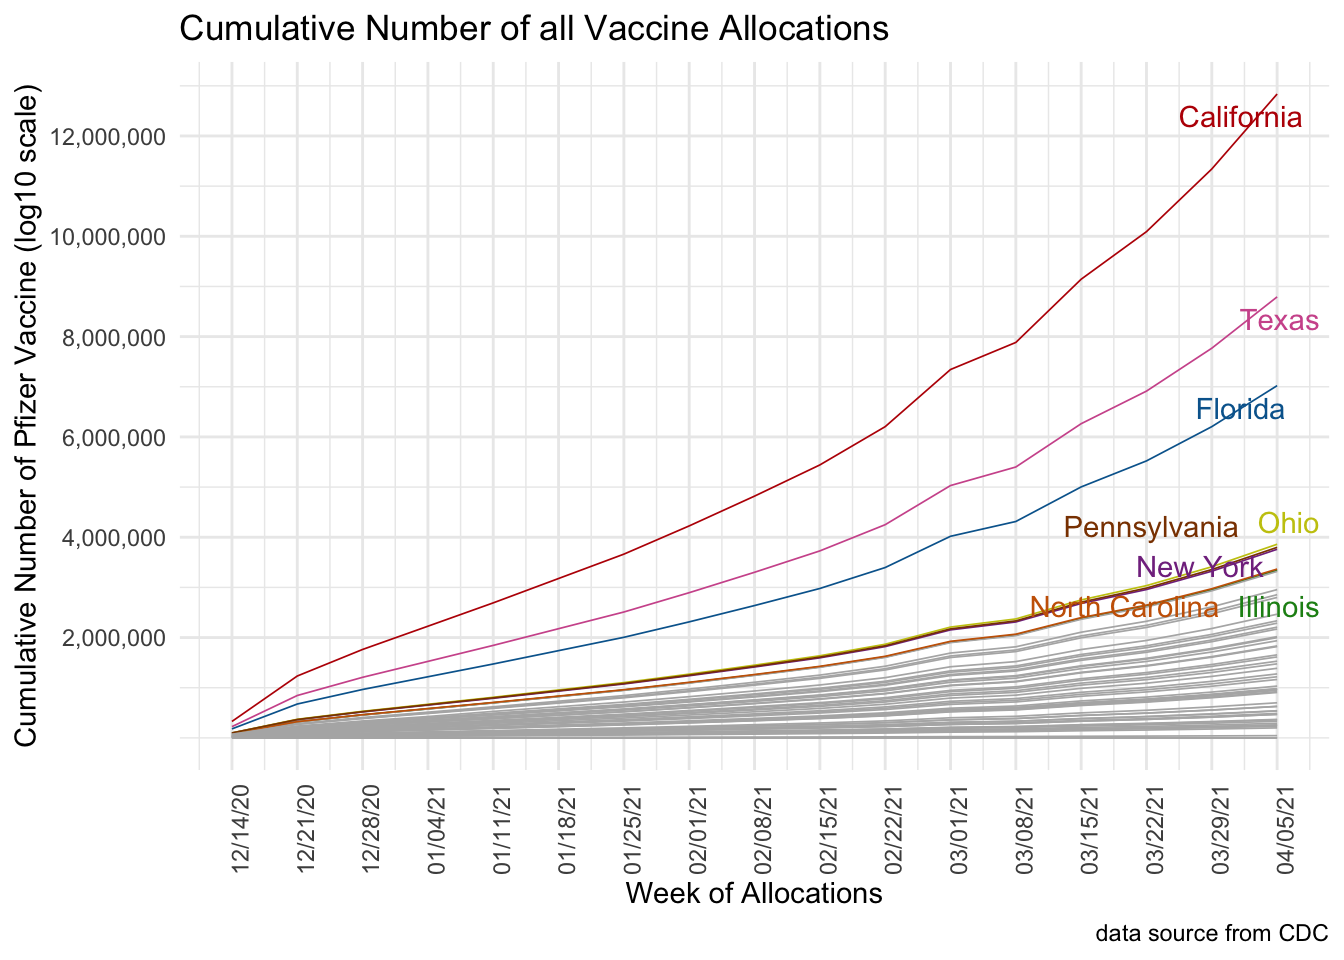 Cumulative Number of all Vaccine Allocations
Cumulative Number of Pfizer Vaccine (log10 scale)
12,000,000
10,000,000
8,000,000
6,000,000
4,000,000
2,000,000
California
Texas
Florida
Ohio
Pennsylvania
New York
North Carolina
Illinois
12/14/20
12/21/20
12/28/20
01/04/21
01/11/21
01/18/21
01/25/21
02/01/21
02/08/21
02/15/21
02/22/21
03/01/21
03/08/21
03/15/21
03/22/21
03/29/21
04/05/21
Week of Allocations
data source from CDC